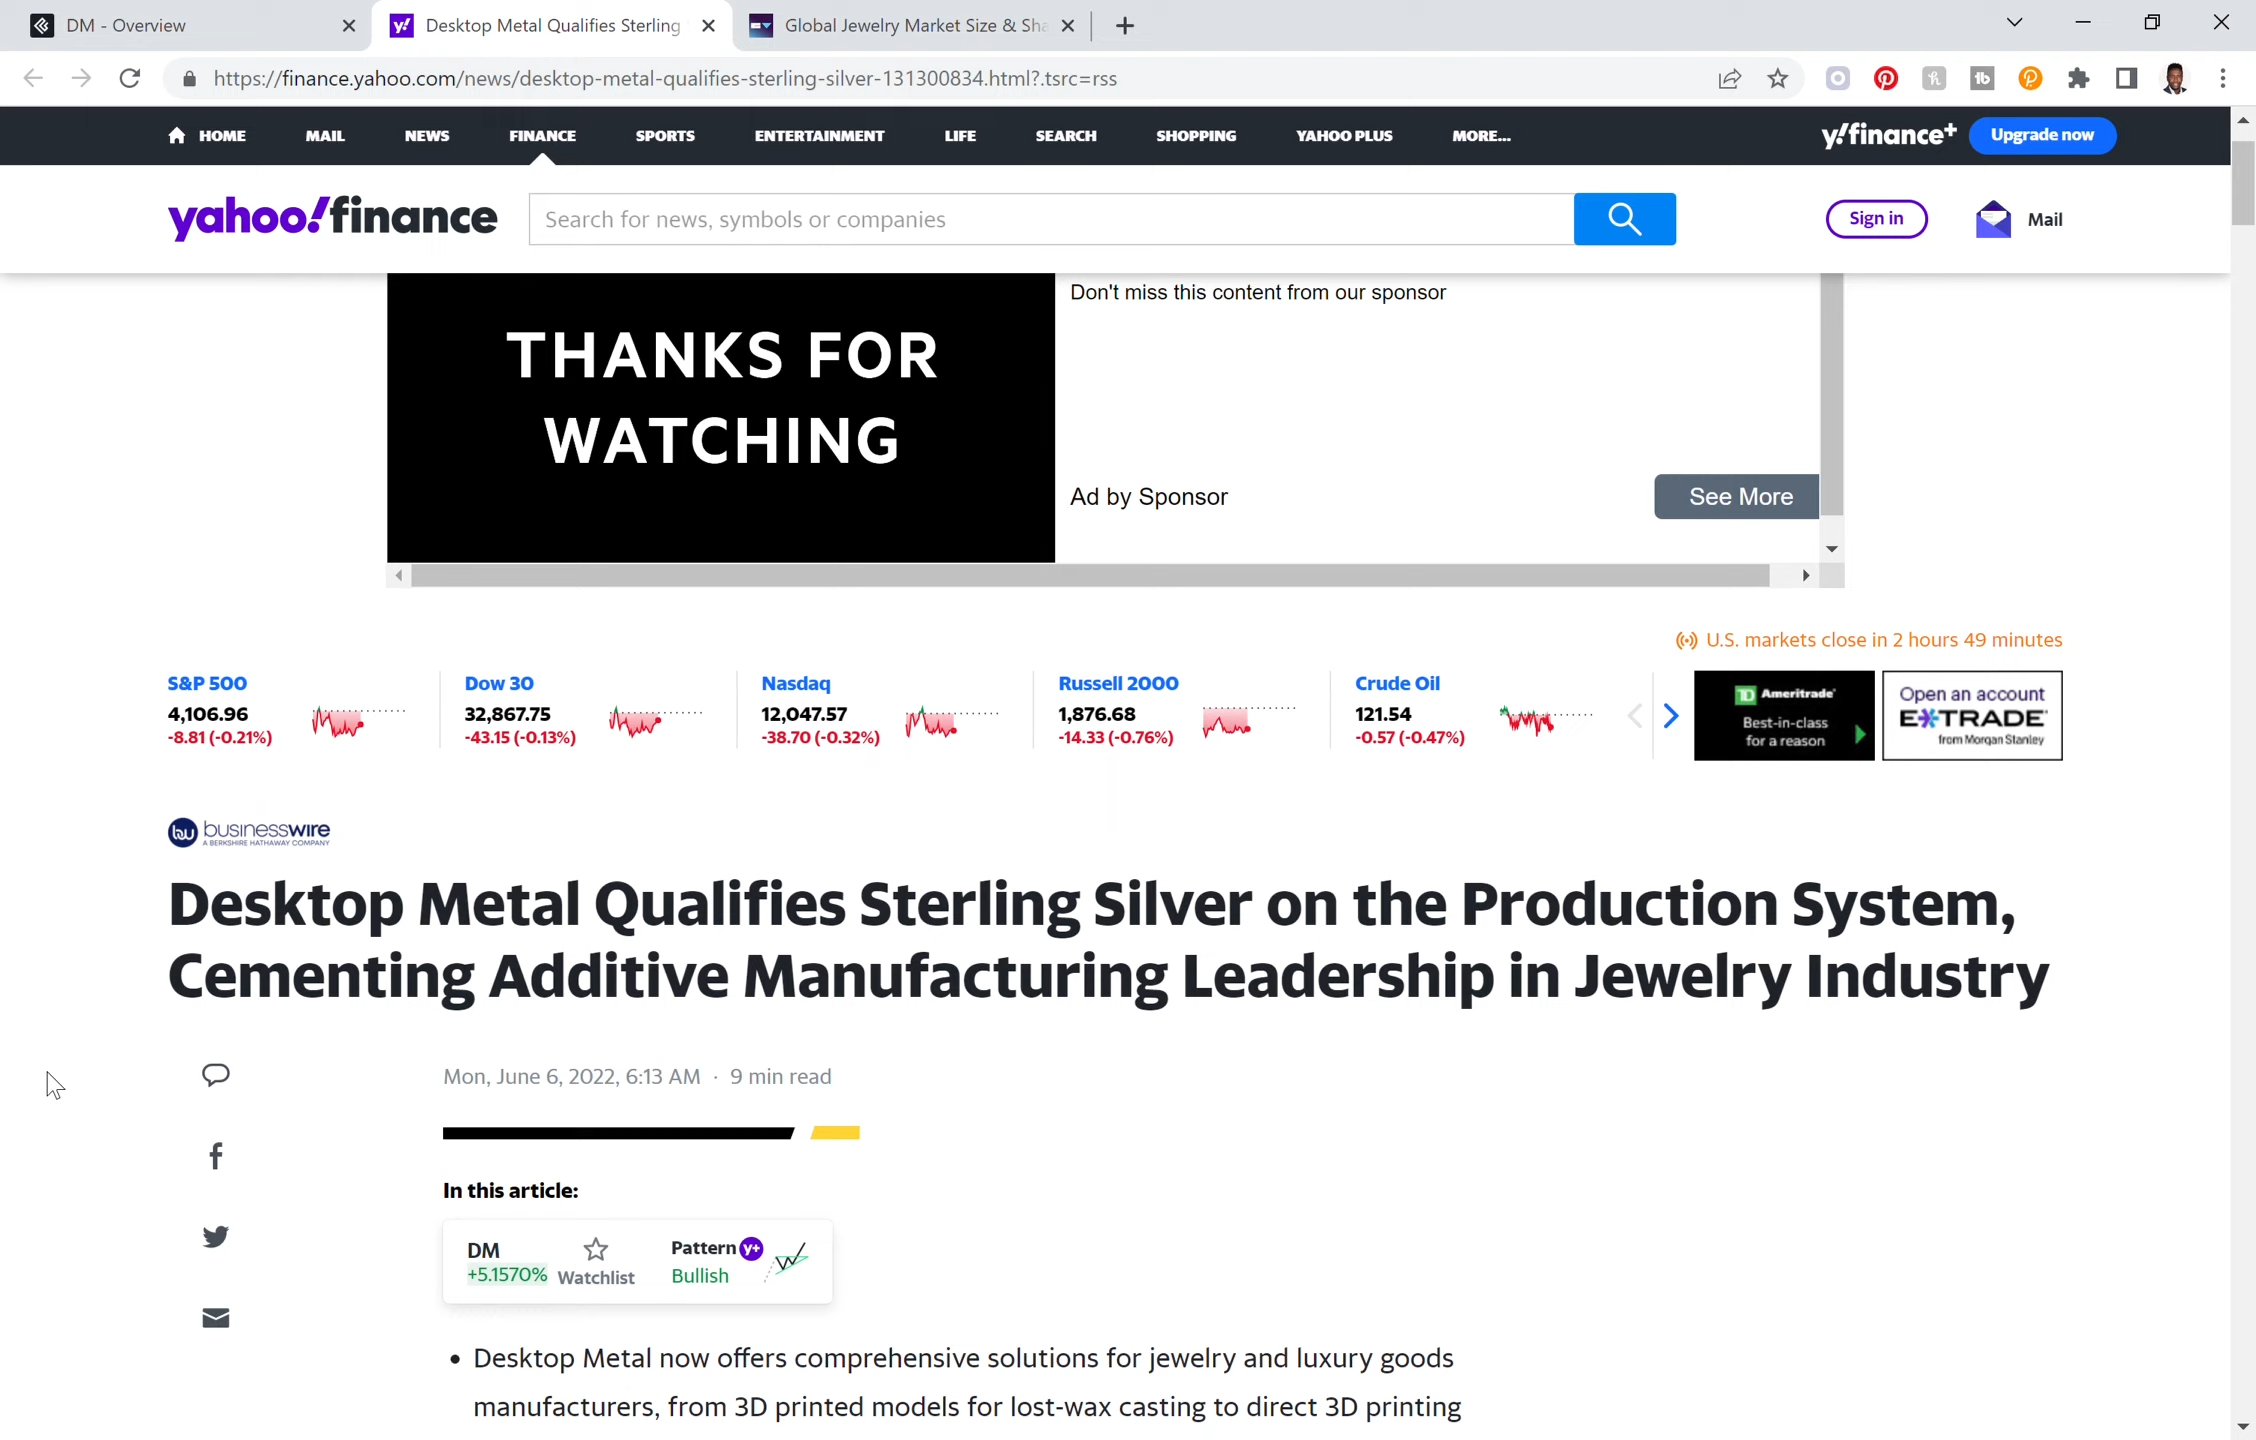 DM - Overview
Desktop Metal Qualifies Sterling
Global Jewelry Market Size & Sha
https://finance.yahoo.com/news/desktop-metal-qualifies-sterling-silver-131300834.html?.tsrc=rss
HOME MAIL NEWS FINANCE SPORTS ENTERTAINMENT LIFE SEARCH SHOPPING YAHOO PLUS MORE...
y!finance+ Upgrade now
yahoo!finance
Search for news, symbols or companies
Sign in
Mail
THANKS FOR
WATCHING
Don't miss this content from our sponsor
Ad by Sponsor
See More
U.S. markets close in 2 hours 49 minutes
S&P 500
4,106.96
-8.81 (-0.21%)
Dow 30
32,867.75
-43.15 (-0.13%)
Nasdaq
12,047.57
-38.70 (-0.32%)
Russell 2000
1,876.68
-14.33 (-0.76%)
Crude Oil
121.54
-0.57 (-0.47%)
TD Ameritrade
Best-in-class
for a reason
Open an account
E*TRADE
from Morgan Stanley
bw businesswire
A BERKSHIRE HATHAWAY COMPANY
Desktop Metal Qualifies Sterling Silver on the Production System,
Cementing Additive Manufacturing Leadership in Jewelry Industry
Mon, June 6, 2022, 6:13 AM · 9 min read
In this article:
DM
+5.1570%
Watchlist
Pattern y+
Bullish
• Desktop Metal now offers comprehensive solutions for jewelry and luxury goods
manufacturers, from 3D printed models for lost-wax casting to direct 3D printing